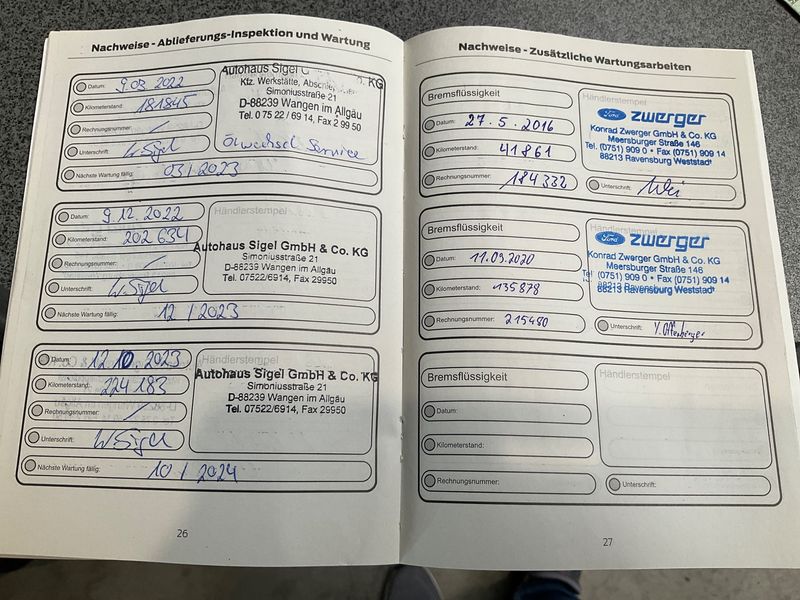 Nachweise - Ablieferungs-Inspektion und Wartung
Datum: 9.03.2022
Kilometerstand: 181845
Rechnungsnummer: /
Unterschrift: W.Sigel
Nächste Wartung fällig: 03/2023
Autohaus Sigel G KG
Kfz. Werkstätte,
Simoniusstraße 21
D-88239 Wangen im Allgäu
Tel. 0 75 22 / 69 14, Fax 2 99 50
Ölwechsel Service
Datum: 9.12.2022
Kilometerstand: 202 634
Rechnungsnummer: /
Unterschrift: W.Sigel
Nächste Wartung fällig: 12/2023
Händlerstempel
Autohaus Sigel GmbH & Co. KG
Simoniusstraße 21
D-88239 Wangen im Allgäu
Tel. 07522/6914, Fax 29950
Datum: 12.10.2023
Kilometerstand: 224 183
Rechnungsnummer: /
Unterschrift: W.Sigel
Nächste Wartung fällig: 10/2024
Händlerstempel
Autohaus Sigel GmbH & Co. KG
Simoniusstraße 21
D-88239 Wangen im Allgäu
Tel. 07522/6914, Fax 29950
26
Nachweise - Zusätzliche Wartungsarbeiten
Bremsflüssigkeit
Datum: 27.5.2016
Kilometerstand: 41861
Rechnungsnummer: 184332
Händlerstempel
Ford zwerger
Konrad Zwerger GmbH & Co. KG
Meersburger Straße 146
Tel. (0751) 909 0 • Fax (0751) 909 14
88213 Ravensburg Weststadt
Unterschrift:
Bremsflüssigkeit
Datum: 11.09.2020
Kilometerstand: 135878
Rechnungsnummer: 215480
Händlerstempel
Ford zwerger
Konrad Zwerger GmbH & Co. KG
Meersburger Straße 146
Tel (0751) 909 0 • Fax (0751) 909 14
88213 Ravensburg Weststadt
Unterschrift:
Bremsflüssigkeit
Datum:
Kilometerstand:
Rechnungsnummer:
Händlerstempel
Unterschrift:
27